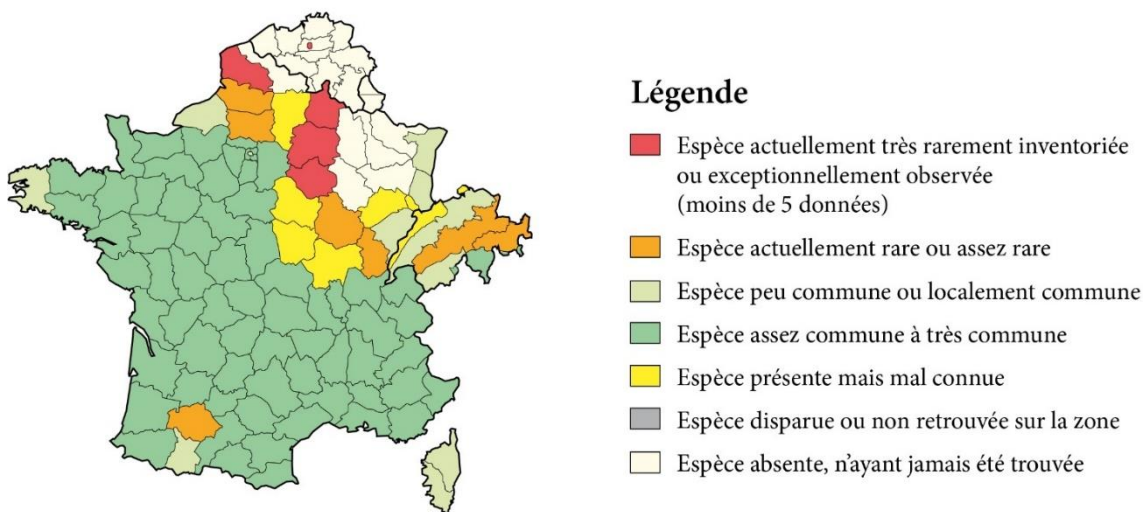 Légende
Espèce actuellement très rarement inventoriée
ou exceptionnellement observée
(moins de 5 données)
Espèce actuellement rare ou assez rare
Espèce peu commune ou localement commune
Espèce assez commune à très commune
Espèce présente mais mal connue
Espèce disparue ou non retrouvée sur la zone
Espèce absente, n'ayant jamais été trouvée